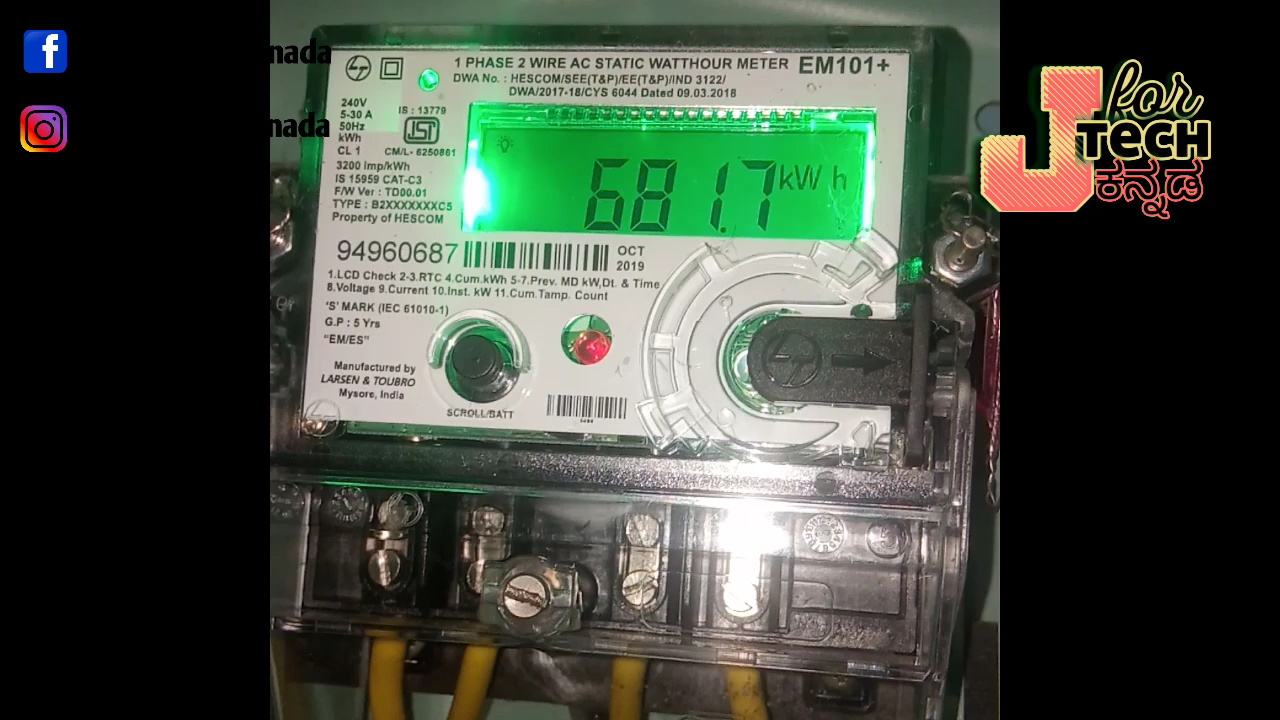 nada
nada
1 PHASE 2 WIRE AC STATIC WATTHOUR METER EM101+
DWA No. : HESCOM/SEE(T&P)/EE(T&P)/IND 3122/
DWA/2017-18/CYS 6044 Dated 09.03.2018
240V
5-30 A
50Hz
kWh
CL 1
IS : 13779
ISI
CM/L- 6250861
3200 imp/kWh
IS 15959 CAT-C3
F/W Ver : TD00.01
TYPE : B2XXXXXXXC5
Property of HESCOM
681.7 kW h
94960687
OCT
2019
1.LCD Check 2-3.RTC 4.Cum.kWh 5-7.Prev. MD kW,Dt. & Time
8.Voltage 9.Current 10.Inst. kW 11.Cum.Tamp. Count
'S' MARK (IEC 61010-1)
G.P : 5 Yrs
"EM/ES"
Manufactured by
LARSEN & TOUBRO
Mysore, India
SCROLL/BATT
J for
TECH
ಕನ್ನಡ